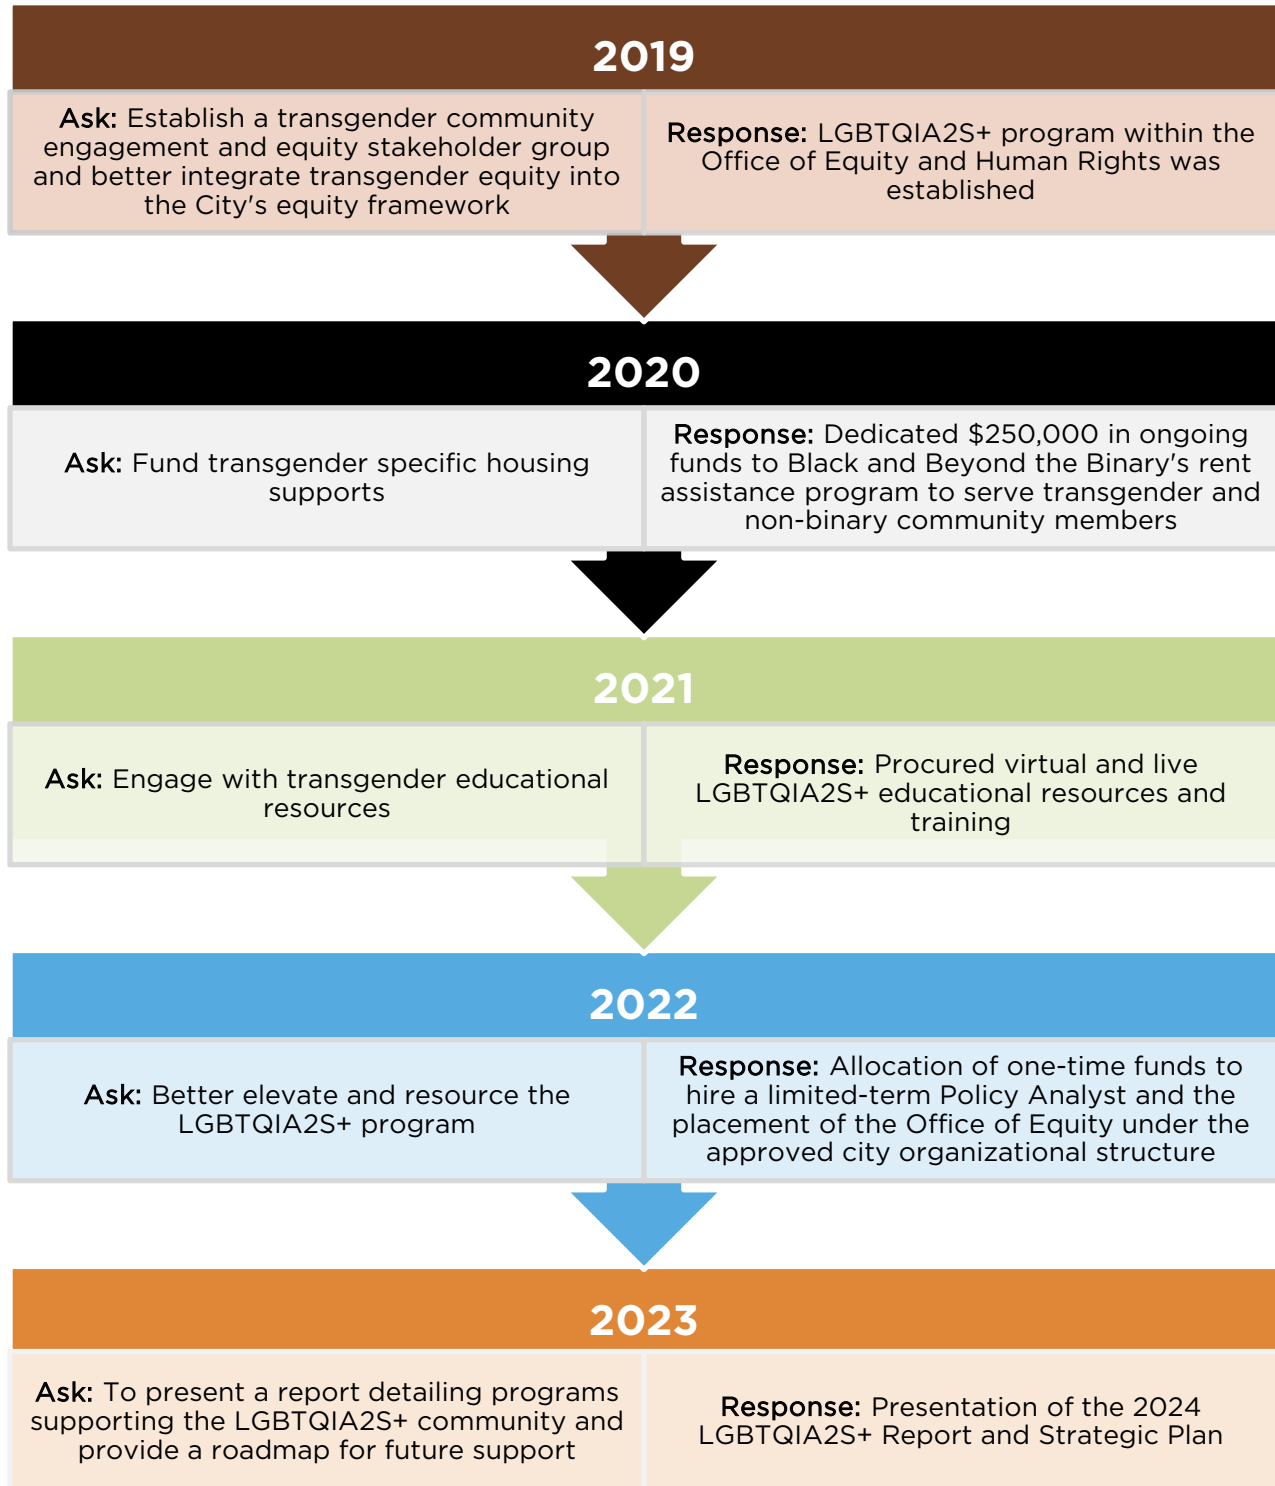 2019
Ask: Establish a transgender community
engagement and equity stakeholder group
and better integrate transgender equity into
the City's equity framework
Response: LGBTQIA2S+ program within the
Office of Equity and Human Rights was
established
2020
Ask: Fund transgender specific housing
supports
Response: Dedicated $250,000 in ongoing
funds to Black and Beyond the Binary's rent
assistance program to serve transgender and
non-binary community members
2021
Ask: Engage with transgender educational
resources
Response: Procured virtual and live
LGBTQIA2S+ educational resources and
training
2022
Ask: Better elevate and resource the
LGBTQIA2S+ program
Response: Allocation of one-time funds to
hire a limited-term Policy Analyst and the
placement of the Office of Equity under the
approved city organizational structure
2023
Ask: To present a report detailing programs
supporting the LGBTQIA2S+ community and
provide a roadmap for future support
Response: Presentation of the 2024
LGBTQIA2S+ Report and Strategic Plan